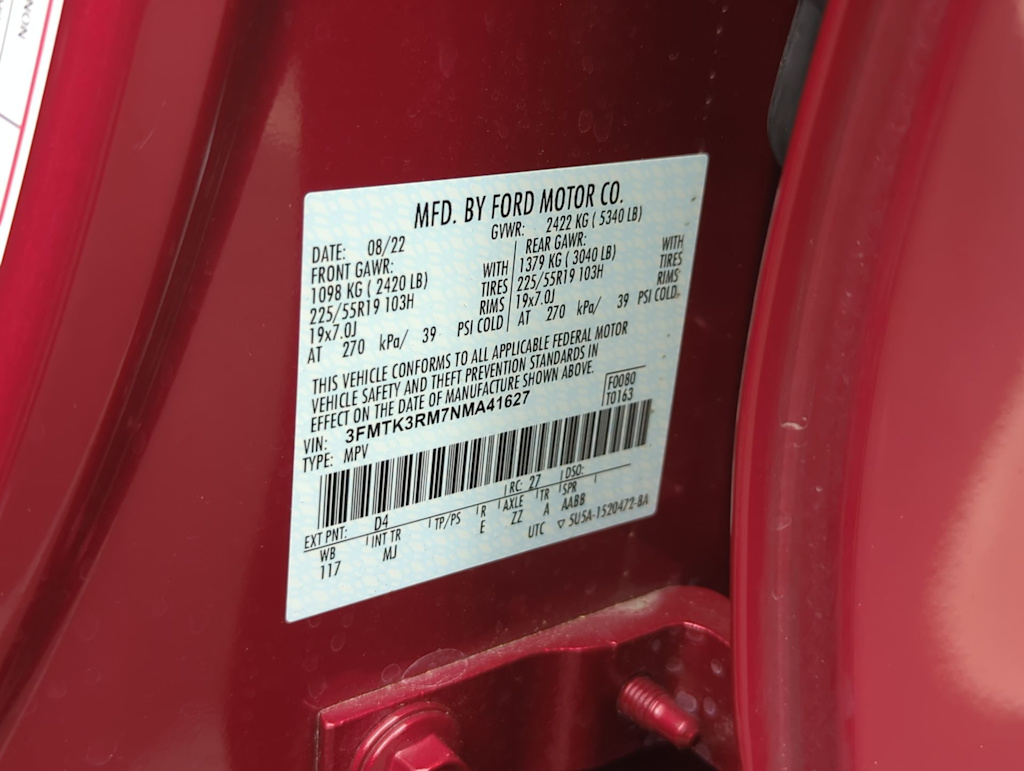 NON
MFD. BY FORD MOTOR CO.
DATE: 08/22 GVWR: 2422 KG ( 5340 LB)
FRONT GAWR: REAR GAWR:
1098 KG ( 2420 LB) WITH 1379 KG ( 3040 LB) WITH
225/55R19 103H TIRES 225/55R19 103H TIRES
19x7.0J RIMS 19x7.0J RIMS
AT 270 kPa/ 39 PSI COLD AT 270 kPa/ 39 PSI COLD
THIS VEHICLE CONFORMS TO ALL APPLICABLE FEDERAL MOTOR
VEHICLE SAFETY AND THEFT PREVENTION STANDARDS IN
EFFECT ON THE DATE OF MANUFACTURE SHOWN ABOVE.
VIN: 3FMTK3RM7NMA41627 F0080
TYPE: MPV T0163
EXT PNT: D4 RC: 27 DSO:
WB INT TR TP/PS R AXLE TR SPR
117 MJ E ZZ A AABB
UTC ▽ 5U5A-1520472-BA